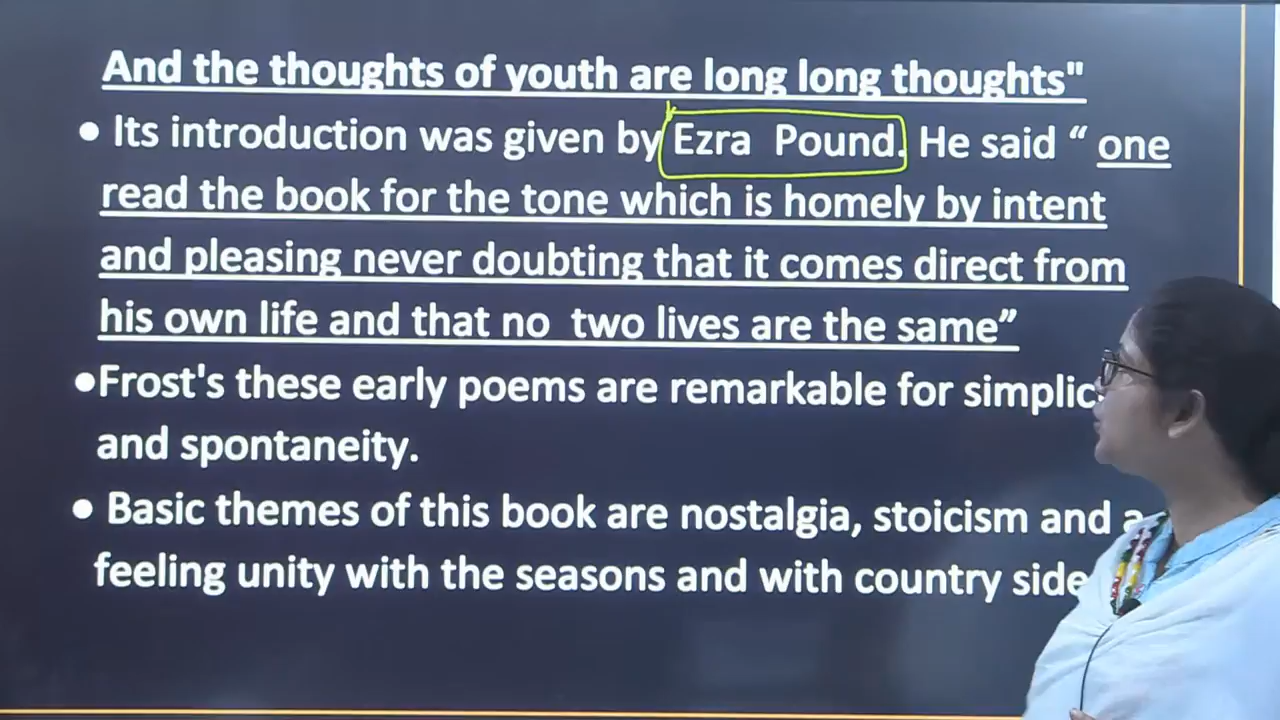 And the thoughts of youth are long long thoughts"
● Its introduction was given by Ezra Pound. He said “ one
read the book for the tone which is homely by intent
and pleasing never doubting that it comes direct from
his own life and that no two lives are the same”
●Frost's these early poems are remarkable for
and spontaneity.
● Basic themes of this book are nostalgia, stoicism and a
feeling unity with the seasons and with country side